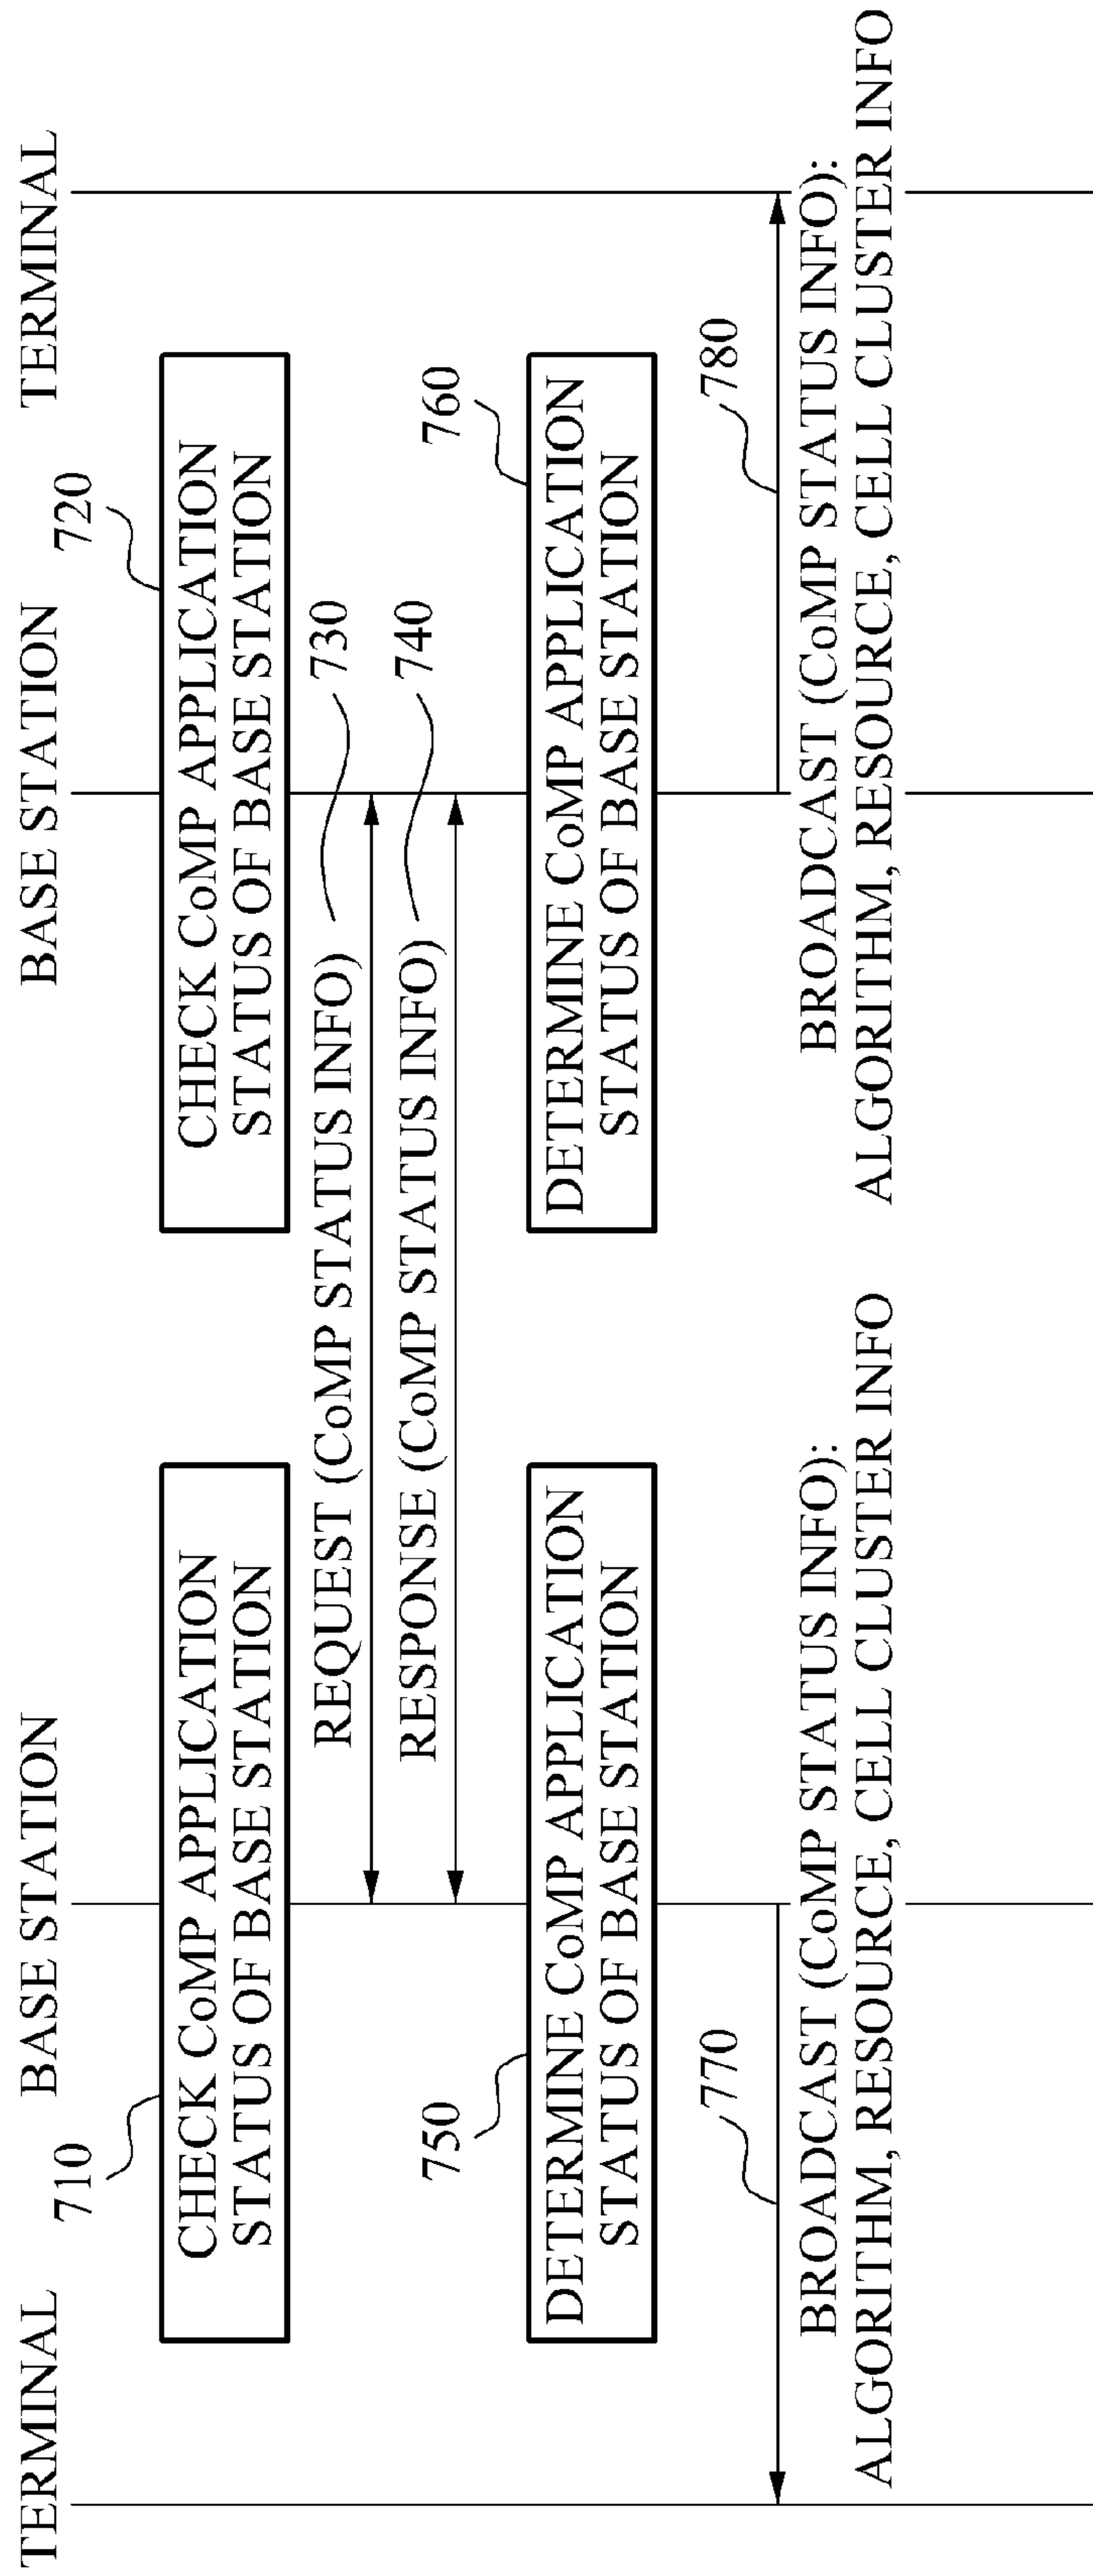 TERMINAL
BASE STATION
BASE STATION
TERMINAL
710
720
CHECK CoMP APPLICATION
STATUS OF BASE STATION
CHECK CoMP APPLICATION
STATUS OF BASE STATION
REQUEST (CoMP STATUS INFO)
730
RESPONSE (CoMP STATUS INFO)
740
750
760
DETERMINE CoMP APPLICATION
STATUS OF BASE STATION
DETERMINE CoMP APPLICATION
STATUS OF BASE STATION
770
780
BROADCAST (CoMP STATUS INFO):
ALGORITHM, RESOURCE, CELL CLUSTER INFO
BROADCAST (CoMP STATUS INFO):
ALGORITHM, RESOURCE, CELL CLUSTER INFO